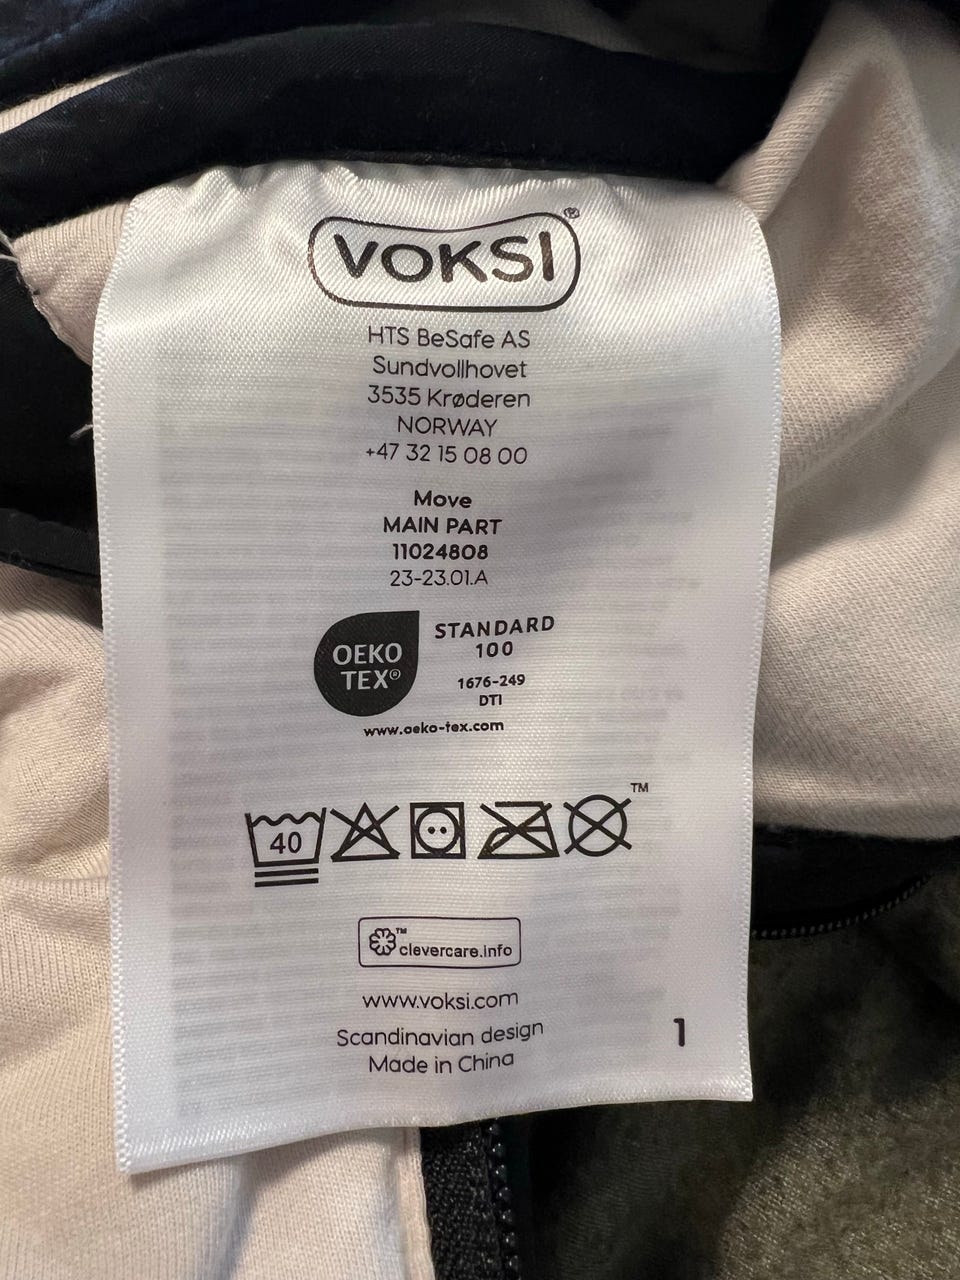 VOKSI®
HTS BeSafe AS
Sundvollhovet
3535 Krøderen
NORWAY
+47 32 15 08 00
Move
MAIN PART
11024808
23-23.01.A
OEKO
TEX®
STANDARD
100
1676-249
DTI
www.oeko-tex.com
40
™
™
clevercare.info
www.voksi.com
Scandinavian design
Made in China
1